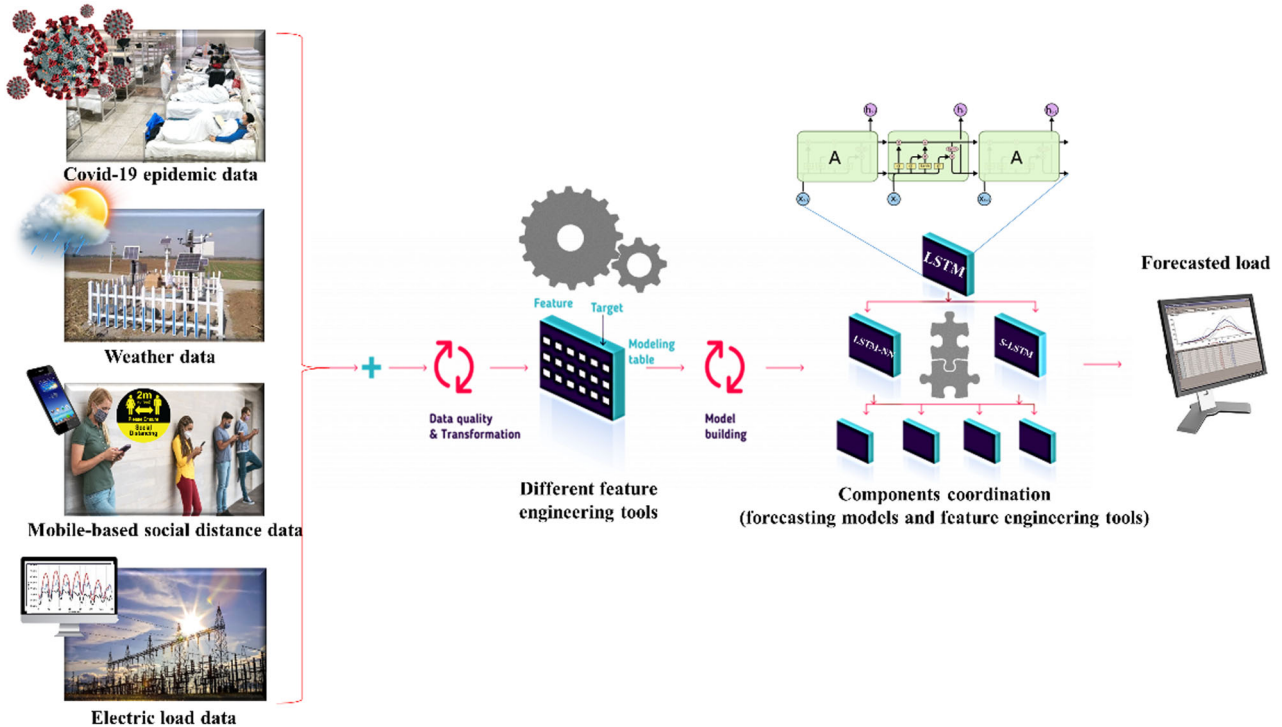 Covid-19 epidemic data
Weather data
2m
Please Ensure
Social
Distancing
Mobile-based social distance data
Electric load data
Data quality
& Transformation
Feature
Target
Modeling
table
Different feature
engineering tools
Model
building
A
A
LSTM
LSTM-NN
S-LSTM
Components coordination
(forecasting models and feature engineering tools)
Forecasted load